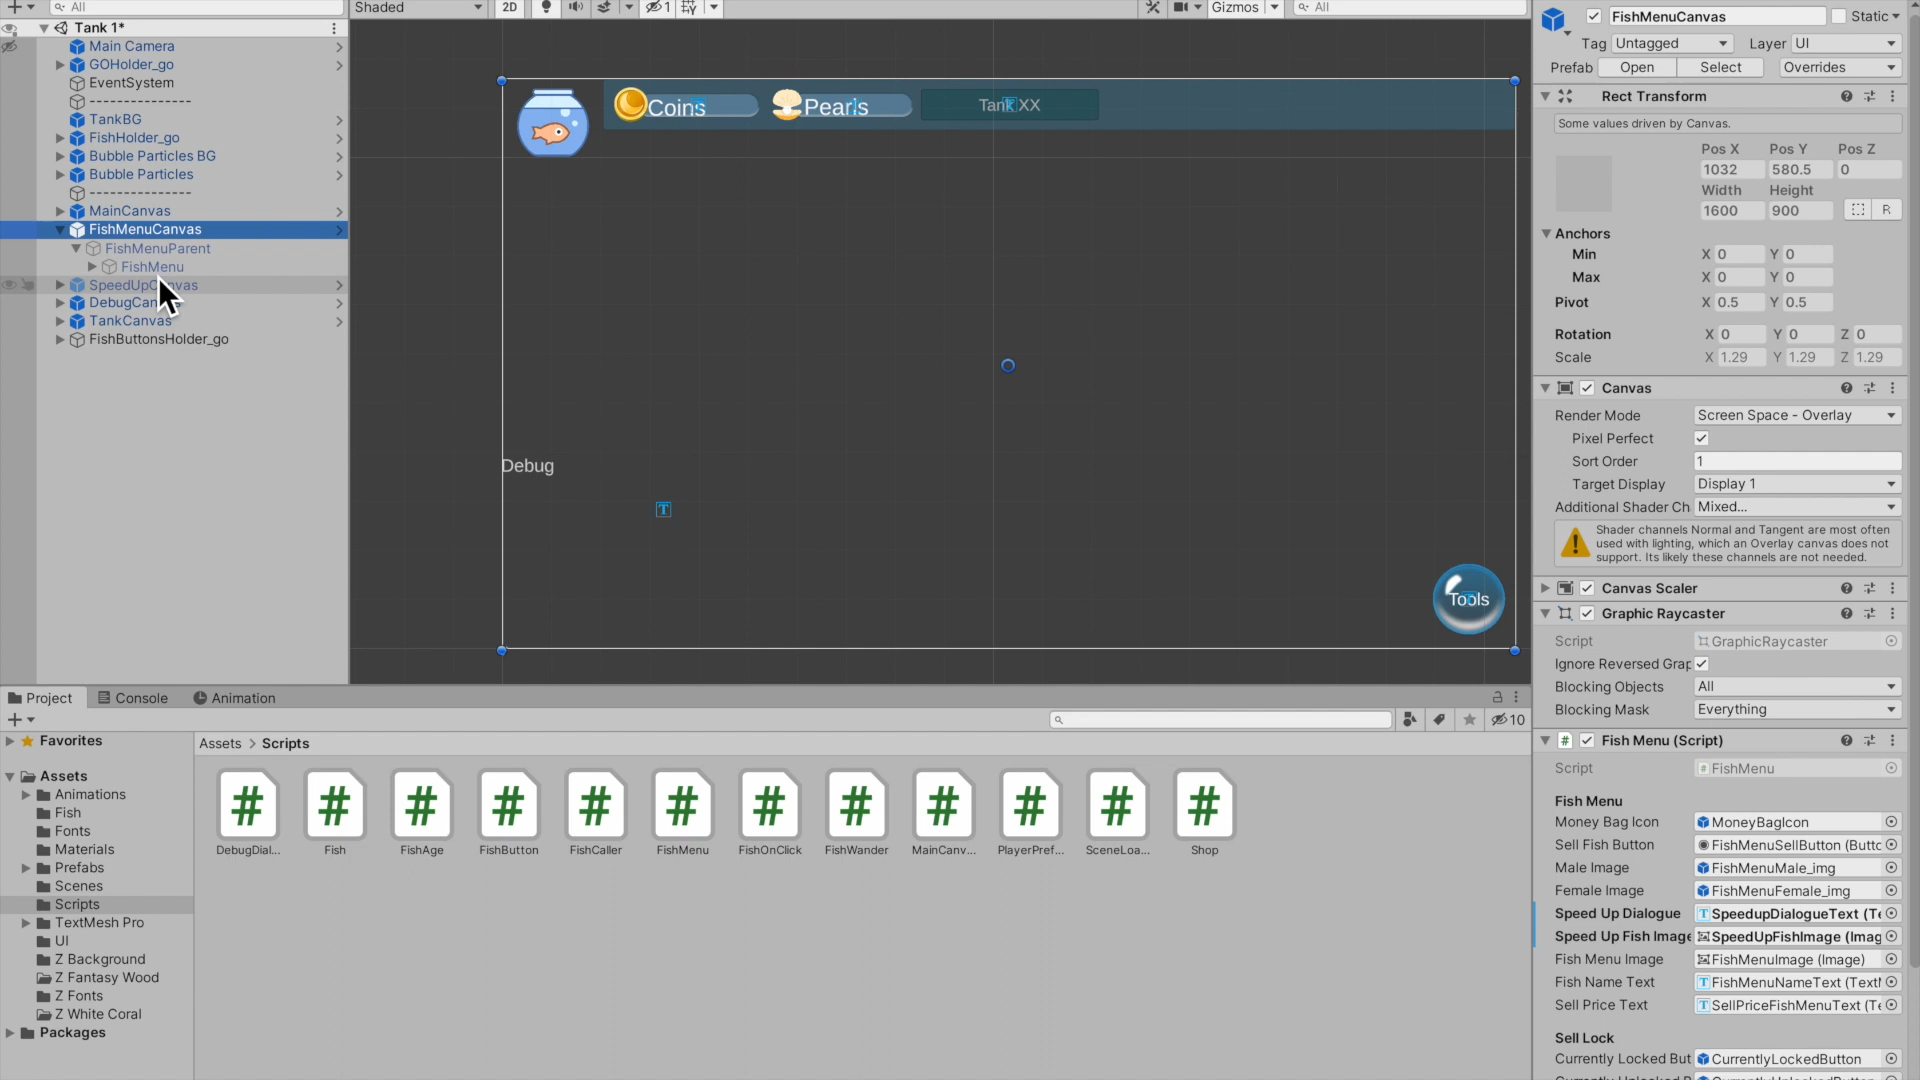 All
Tank 1*
Main Camera
GOHolder_go
EventSystem
---------------
TankBG
FishHolder_go
Bubble Particles BG
Bubble Particles
---------------
MainCanvas
FishMenuCanvas
FishMenuParent
FishMenu
TankCanvas
FishButtonsHolder_go
Shaded
2D
1
Gizmos
All
Coins
Pearls
Tank XX
Debug
T
Tools
FishMenuCanvas
Static
Tag Untagged Layer UI
Prefab Open Select Overrides
Rect Transform
Some values driven by Canvas.
Pos X Pos Y Pos Z
1032 580.5 0
Width Height
1600 900 R
Anchors
Min X 0 Y 0
Max X 0 Y 0
Pivot X 0.5 Y 0.5
Rotation X 0 Y 0 Z 0
Scale X 1.29 Y 1.29 Z 1.29
Canvas
Render Mode Screen Space - Overlay
Pixel Perfect
Sort Order 1
Target Display Display 1
Additional Shader Ch Mixed...
Shader channels Normal and Tangent are most often
used with lighting, which an Overlay canvas does not
support. Its likely these channels are not needed.
Canvas Scaler
Graphic Raycaster
Script GraphicRaycaster
Ignore Reversed Grap
Blocking Objects All
Blocking Mask Everything
# Fish Menu (Script)
Script # FishMenu
Fish Menu
Money Bag Icon MoneyBagIcon
Sell Fish Button FishMenuSellButton (Butto
Male Image FishMenuMale_img
Female Image FishMenuFemale_img
Speed Up Dialogue SpeedupDialogueText (Te
Speed Up Fish Image SpeedUpFishImage (Imag
Fish Menu Image FishMenuImage (Image)
Fish Name Text FishMenuNameText (Text
Sell Price Text SellPriceFishMenuText (Te
Sell Lock
Currently Locked But CurrentlyLockedButton
Project
Console
Animation
10
Favorites
Assets
Animations
Fish
Fonts
Materials
Prefabs
Scenes
Scripts
TextMesh Pro
UI
Z Background
Z Fantasy Wood
Z Fonts
Z White Coral
Packages
Assets > Scripts
# # # # # # # # # # # #
DebugDial... Fish FishAge FishButton FishCaller FishMenu FishOnClick FishWander MainCanv... PlayerPref... SceneLoa... Shop